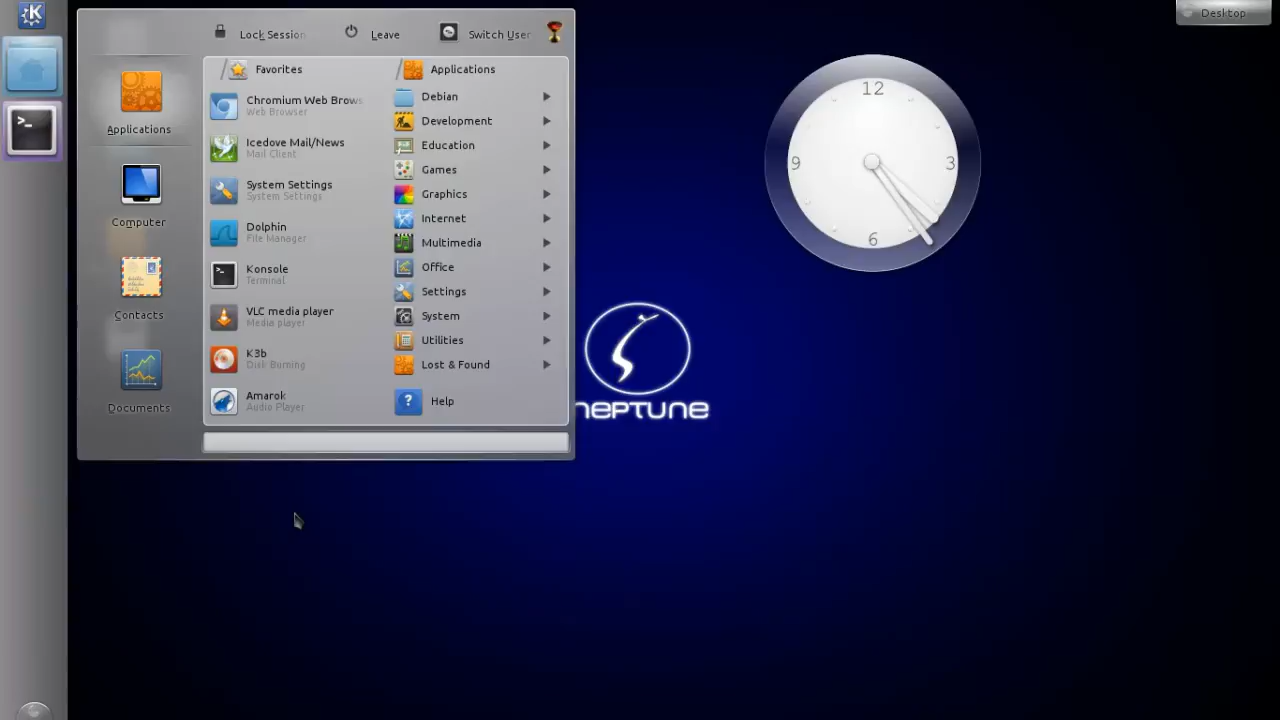 Desktop
Lock Session
Leave
Switch User
Applications
Computer
Contacts
Documents
Favorites
Chromium Web Brow
Web Browser
Icedove Mail/News
Mail Client
System Settings
System Settings
Dolphin
File Manager
Konsole
Terminal
VLC media player
Media player
K3b
Disk Burning
Amarok
Audio Player
Applications
Debian
Development
Education
Games
Graphics
Internet
Multimedia
Office
Settings
System
Utilities
Lost & Found
Help
12
9
3
6
NEPTUNE